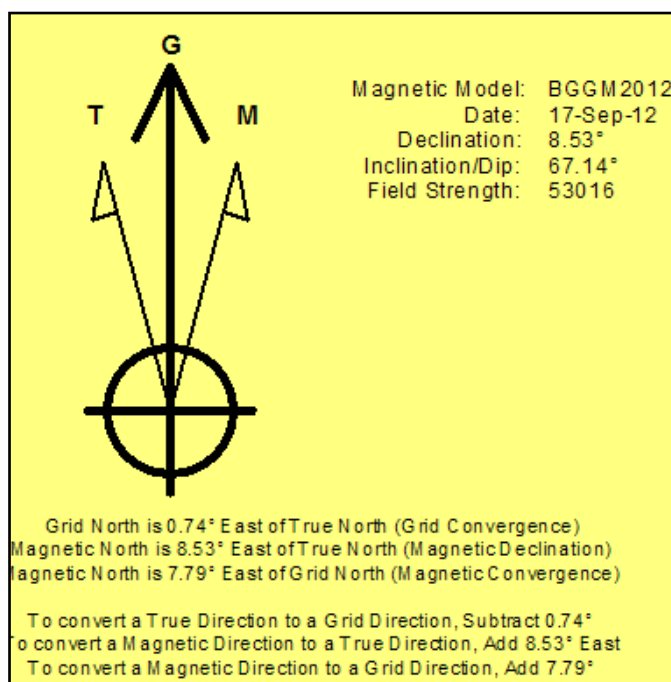 G
T
M
Magnetic Model: BGGM2012
Date: 17-Sep-12
Declination: 8.53°
Inclination/Dip: 67.14°
Field Strength: 53016
Grid North is 0.74° East of True North (Grid Convergence)
Magnetic North is 8.53° East of True North (Magnetic Declination)
Magnetic North is 7.79° East of Grid North (Magnetic Convergence)
To convert a True Direction to a Grid Direction, Subtract 0.74°
To convert a Magnetic Direction to a True Direction, Add 8.53° East
To convert a Magnetic Direction to a Grid Direction, Add 7.79°